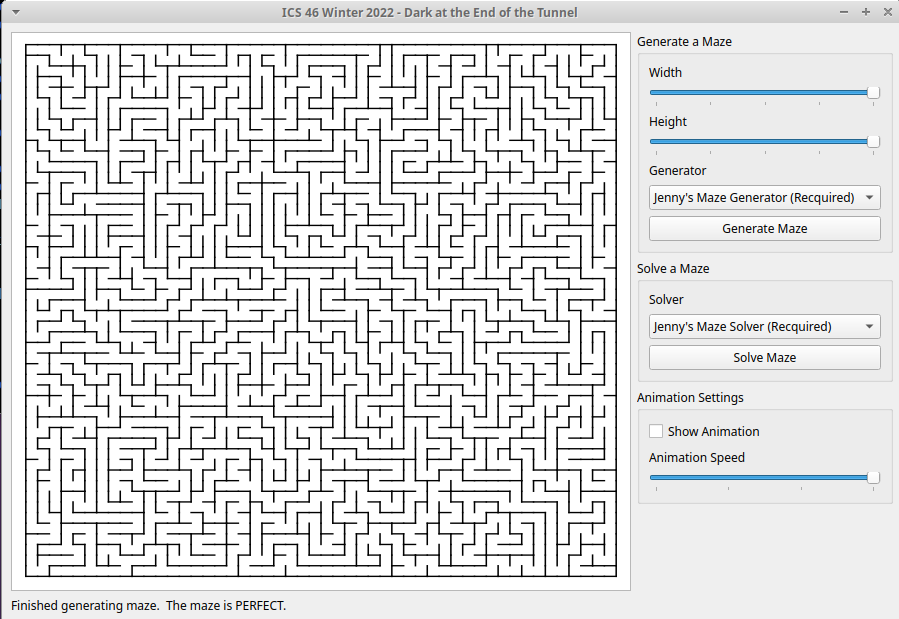 ICS 46 Winter 2022 - Dark at the End of the Tunnel
Generate a Maze
Width
Height
Generator
Jenny's Maze Generator (Recquired)
Generate Maze
Solve a Maze
Solver
Jenny's Maze Solver (Recquired)
Solve Maze
Animation Settings
Show Animation
Animation Speed
Finished generating maze.  The maze is PERFECT.